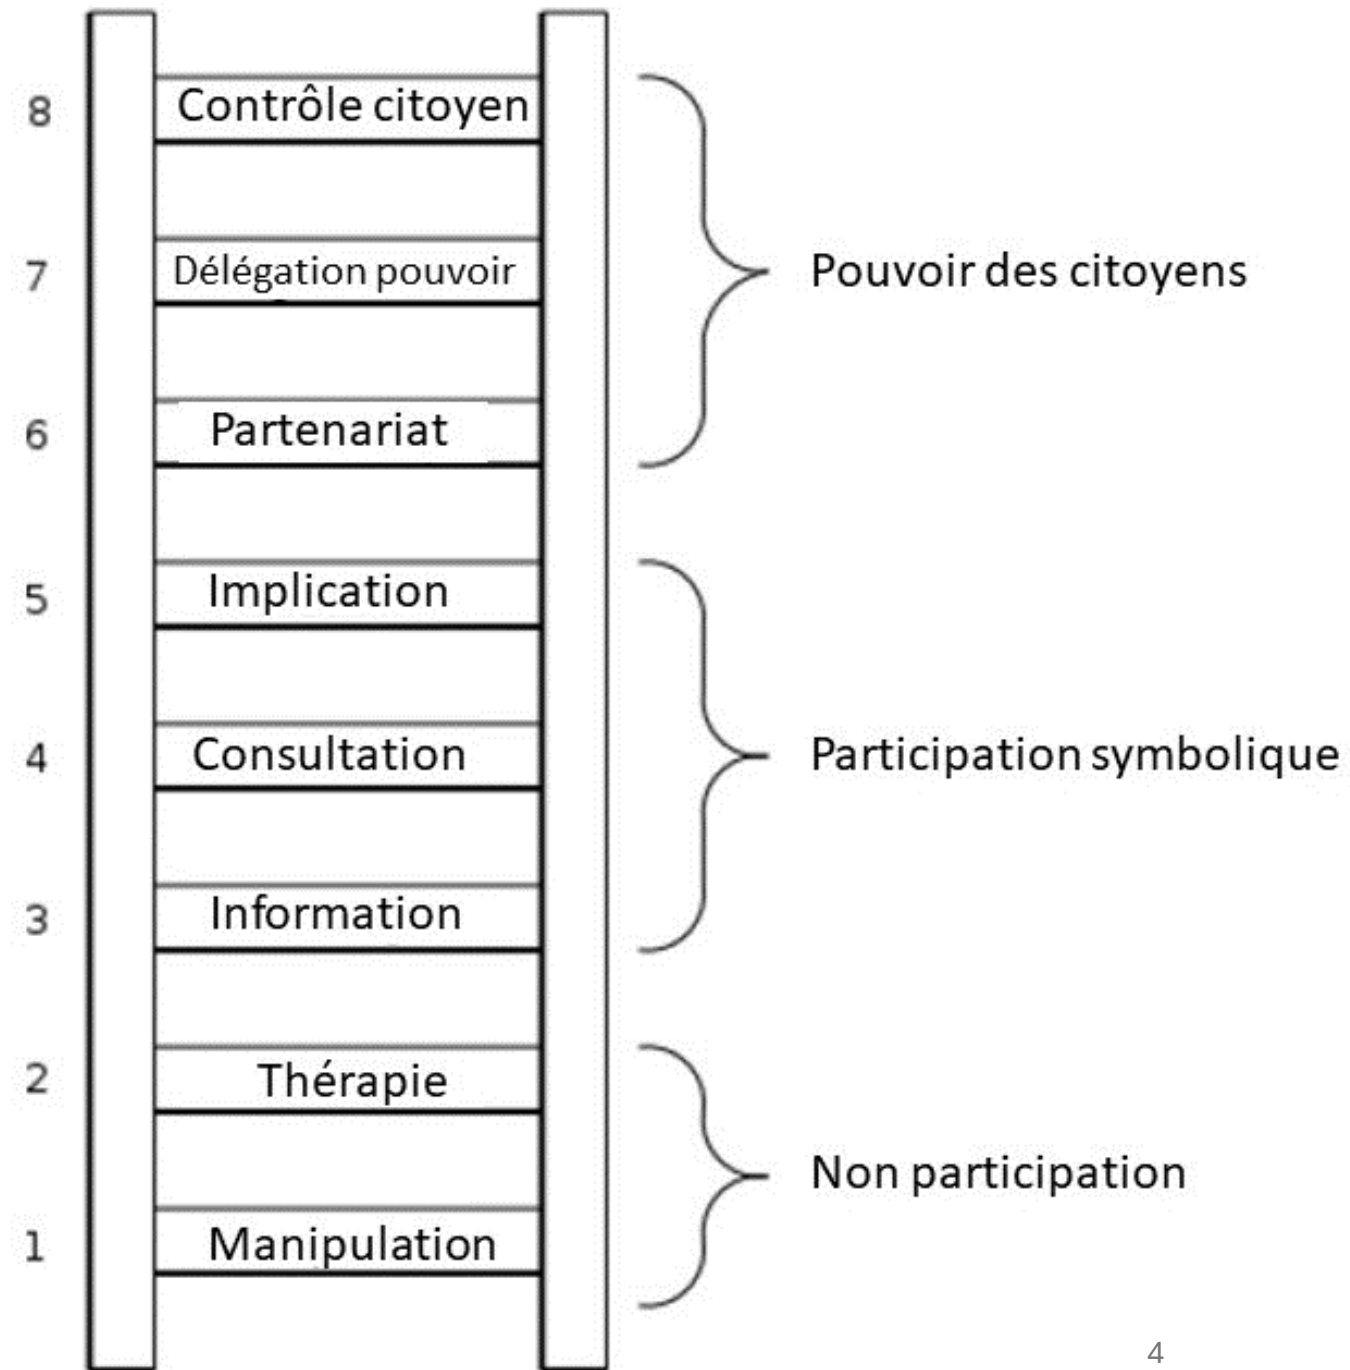 8 Contrôle citoyen
7 Délégation pouvoir
Pouvoir des citoyens
6 Partenariat
5 Implication
4 Consultation
Participation symbolique
3 Information
2 Thérapie
Non participation
1 Manipulation
4